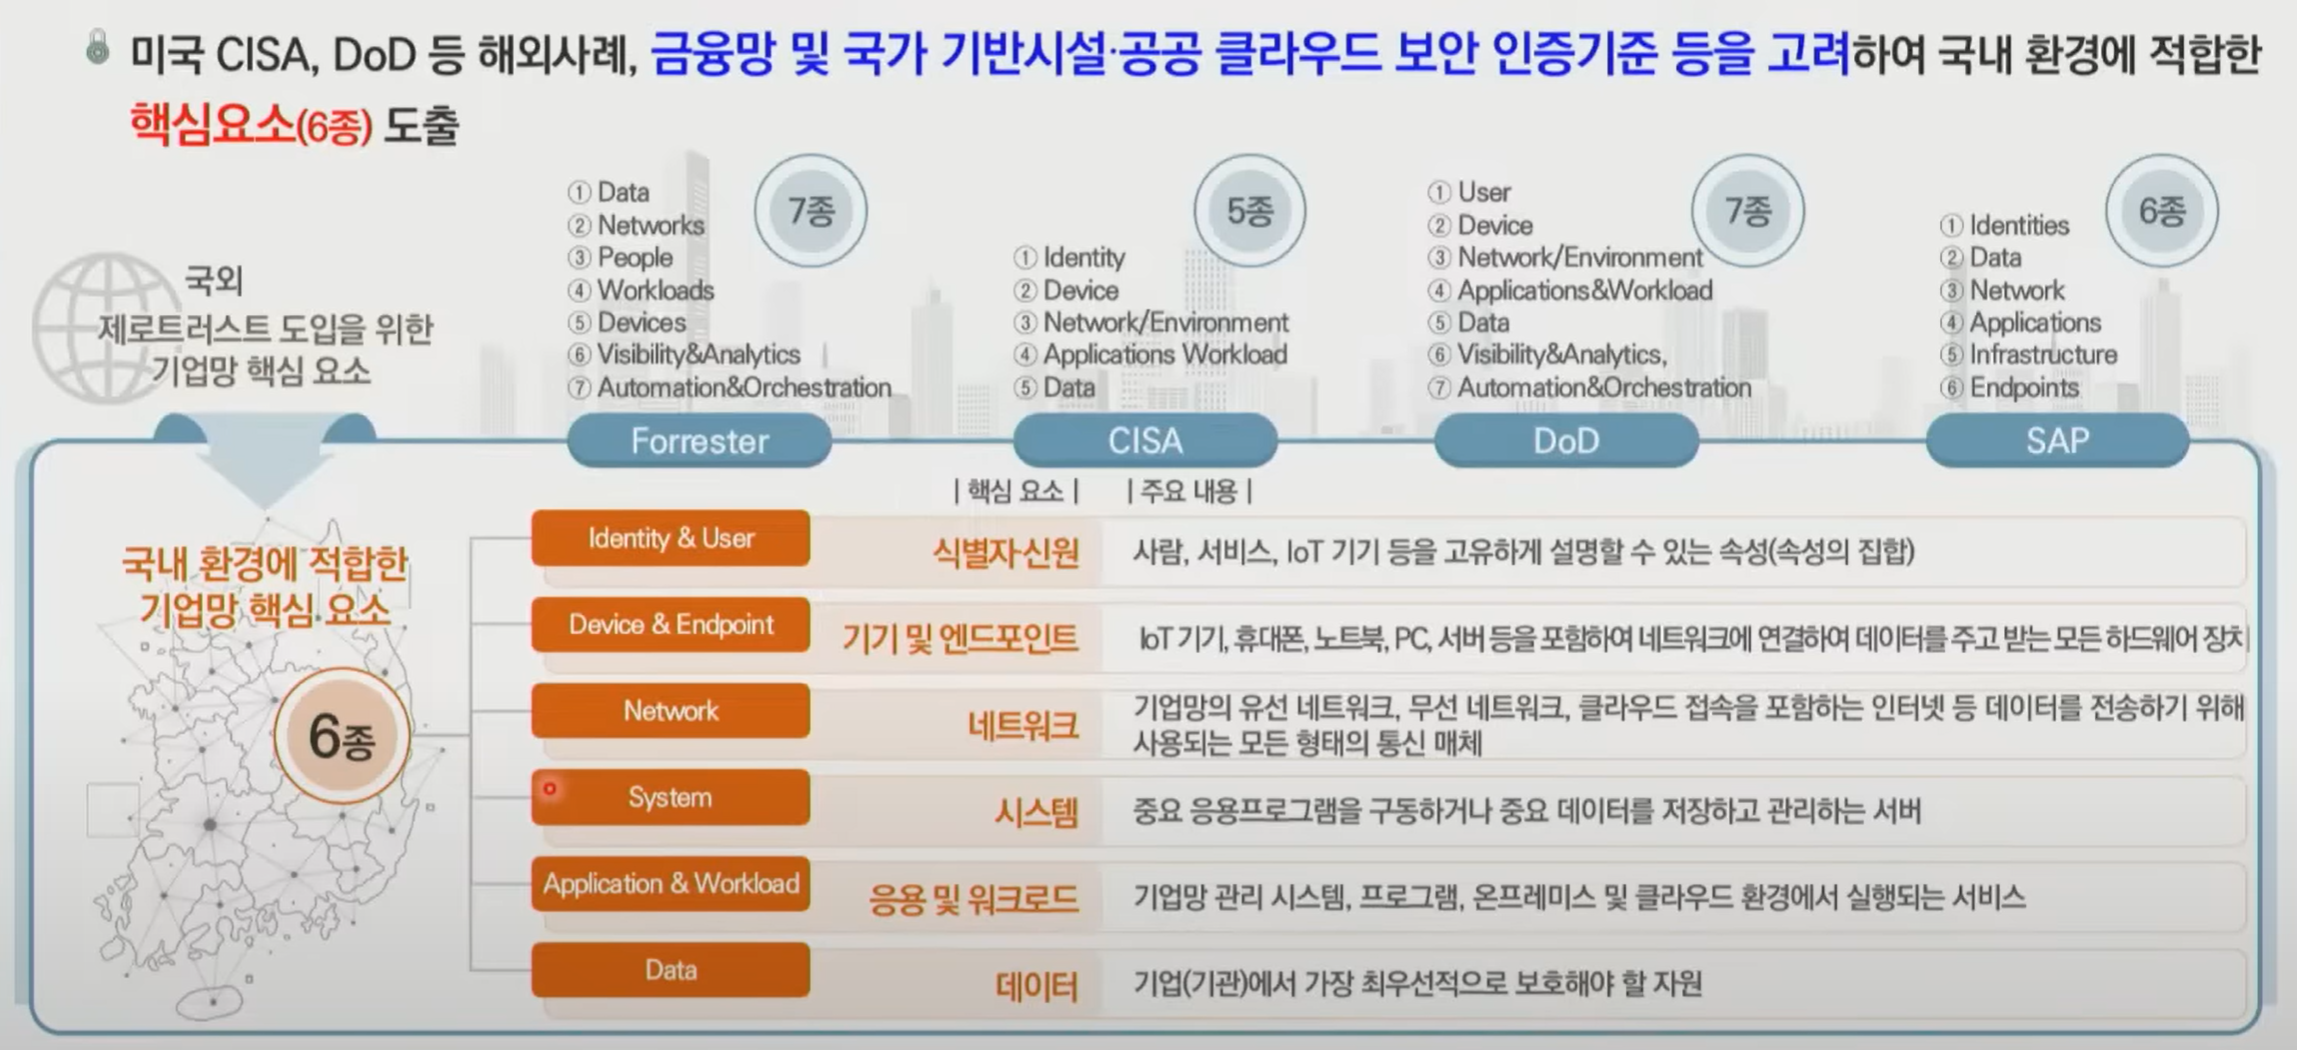 미국 CISA, DoD 등 해외사례, 금융망 및 국가 기반시설·공공 클라우드 보안 인증기준 등을 고려하여 국내 환경에 적합한
핵심요소(6종) 도출
국외
제로트러스트 도입을 위한
기업망 핵심 요소
① Data
② Networks
③ People
④ Workloads
⑤ Devices
⑥ Visibility&Analytics
⑦ Automation&Orchestration
7종
Forrester
① Identity
② Device
③ Network/Environment
④ Applications Workload
⑤ Data
5종
CISA
① User
② Device
③ Network/Environment
④ Applications&Workload
⑤ Data
⑥ Visibility&Analytics,
⑦ Automation&Orchestration
7종
DoD
① Identities
② Data
③ Network
④ Applications
⑤ Infrastructure
⑥ Endpoints
6종
SAP
국내 환경에 적합한
기업망 핵심 요소
6종
| 핵심 요소 | | 주요 내용 |
Identity & User 식별자·신원 사람, 서비스, IoT 기기 등을 고유하게 설명할 수 있는 속성(속성의 집합)
Device & Endpoint 기기 및 엔드포인트 IoT 기기, 휴대폰, 노트북, PC, 서버 등을 포함하여 네트워크에 연결하여 데이터를 주고 받는 모든 하드웨어 장치
Network 네트워크 기업망의 유선 네트워크, 무선 네트워크, 클라우드 접속을 포함하는 인터넷 등 데이터를 전송하기 위해
사용되는 모든 형태의 통신 매체
System 시스템 중요 응용프로그램을 구동하거나 중요 데이터를 저장하고 관리하는 서버
Application & Workload 응용 및 워크로드 기업망 관리 시스템, 프로그램, 온프레미스 및 클라우드 환경에서 실행되는 서비스
Data 데이터 기업(기관)에서 가장 최우선적으로 보호해야 할 자원